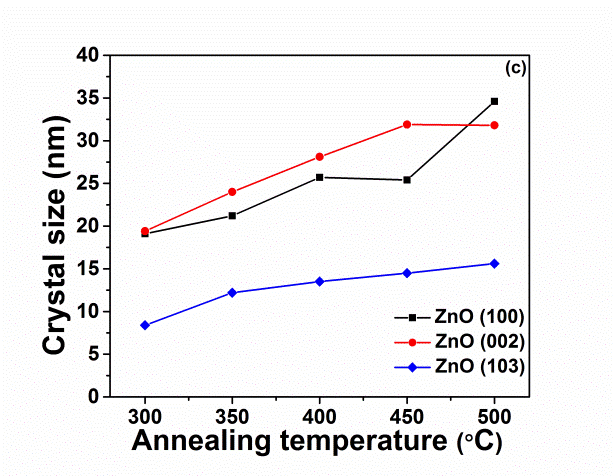 (c)
40
35
30
25
20
15
10
5
0
Crystal size (nm)
ZnO (100)
ZnO (002)
ZnO (103)
300 350 400 450 500
Annealing temperature (°C)